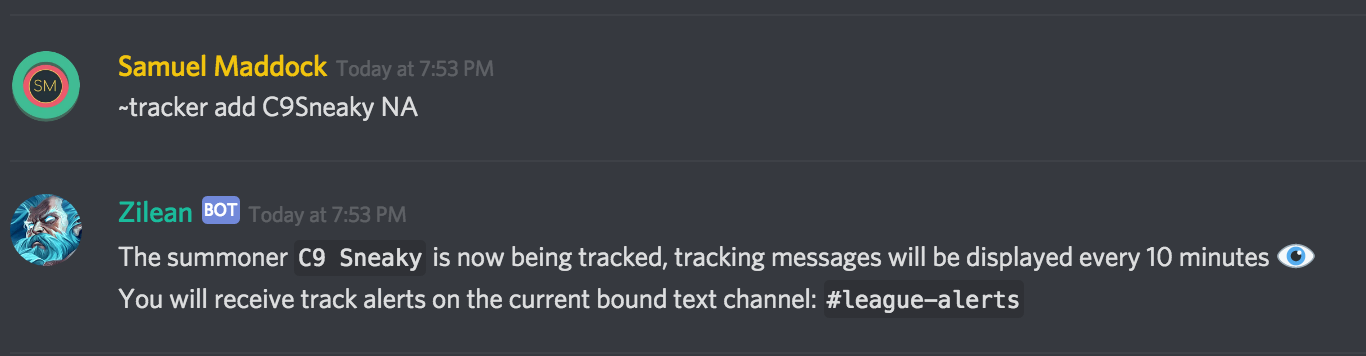 SM
Samuel Maddock Today at 7:53 PM
~tracker add C9Sneaky NA
Zilean BOT Today at 7:53 PM
The summoner C9 Sneaky is now being tracked, tracking messages will be displayed every 10 minutes 👁
You will receive track alerts on the current bound text channel: #league-alerts